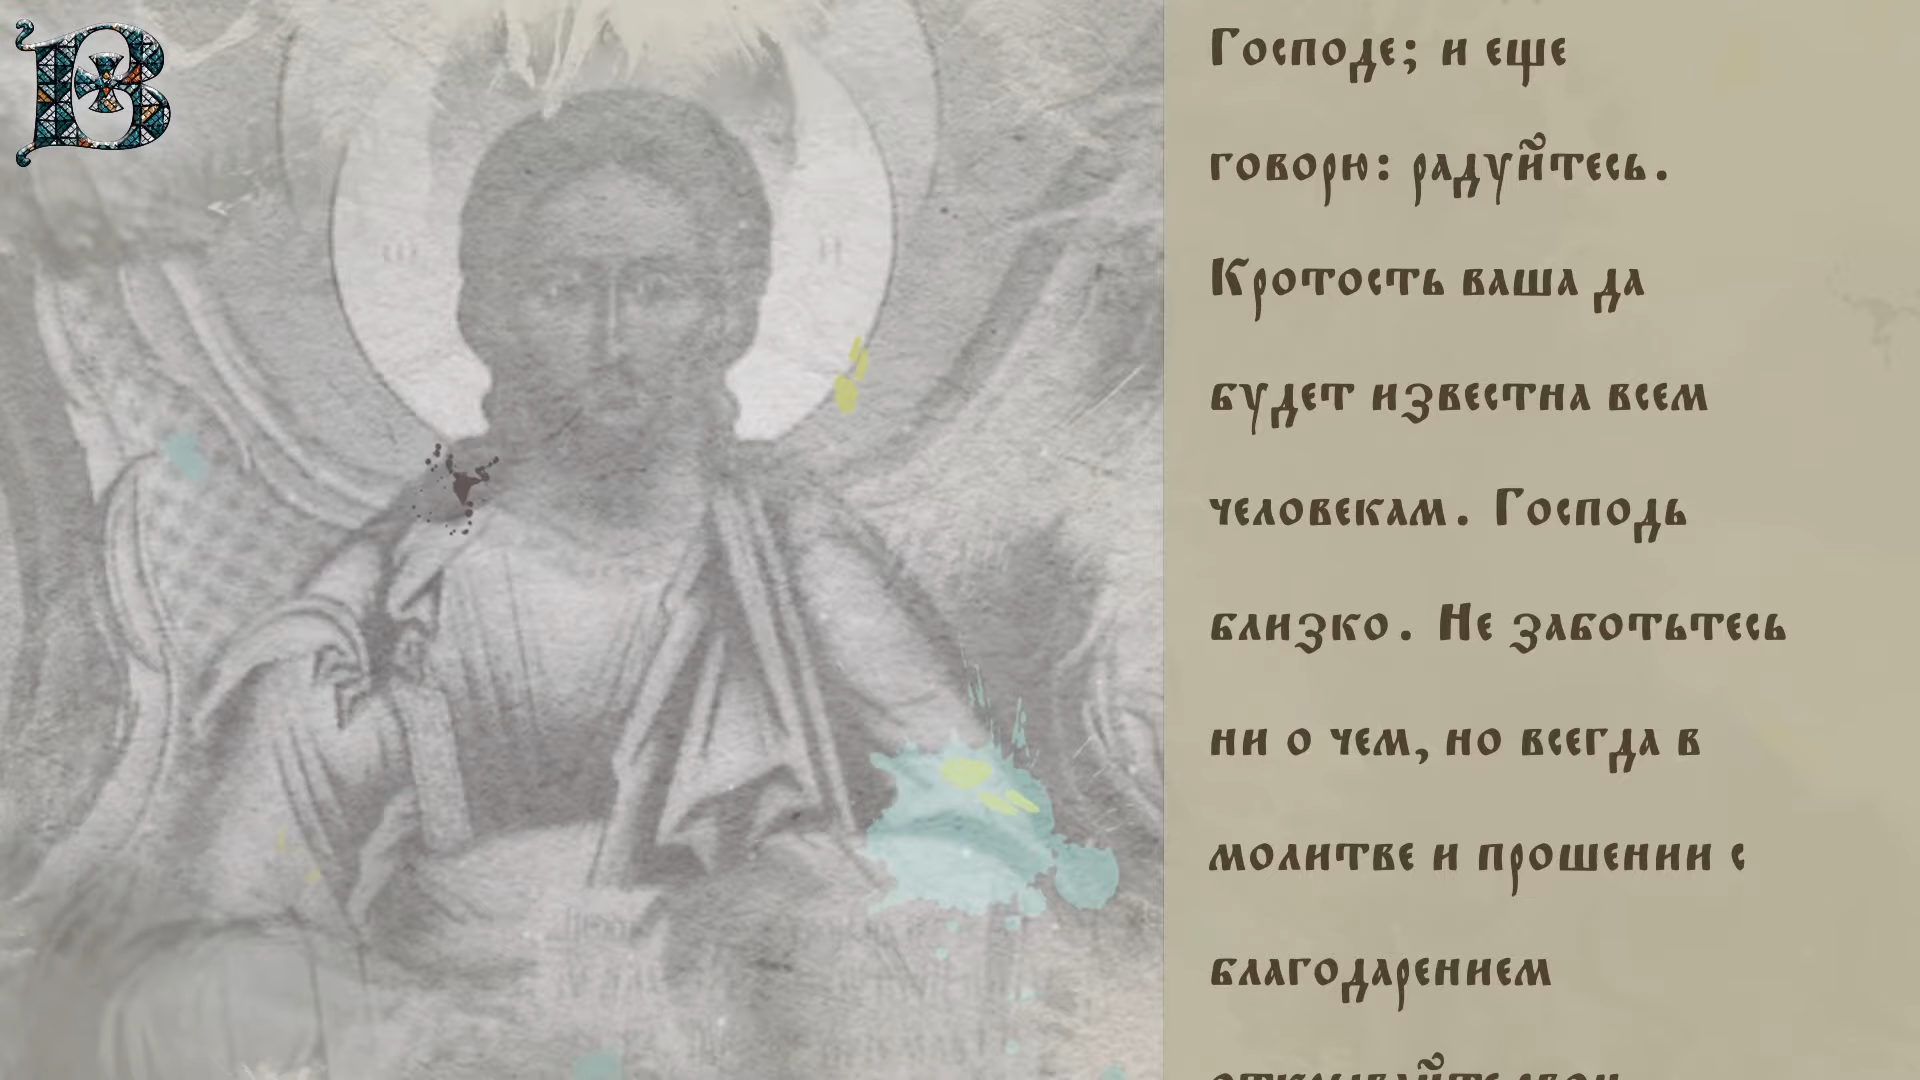 В
Господе; и еще
говорю: радуйтесь.
Кротость ваша да
будет известна всем
человекам. Господь
близко. Не заботьтесь
ни о чем, но всегда в
молитве и прошении с
благодарением